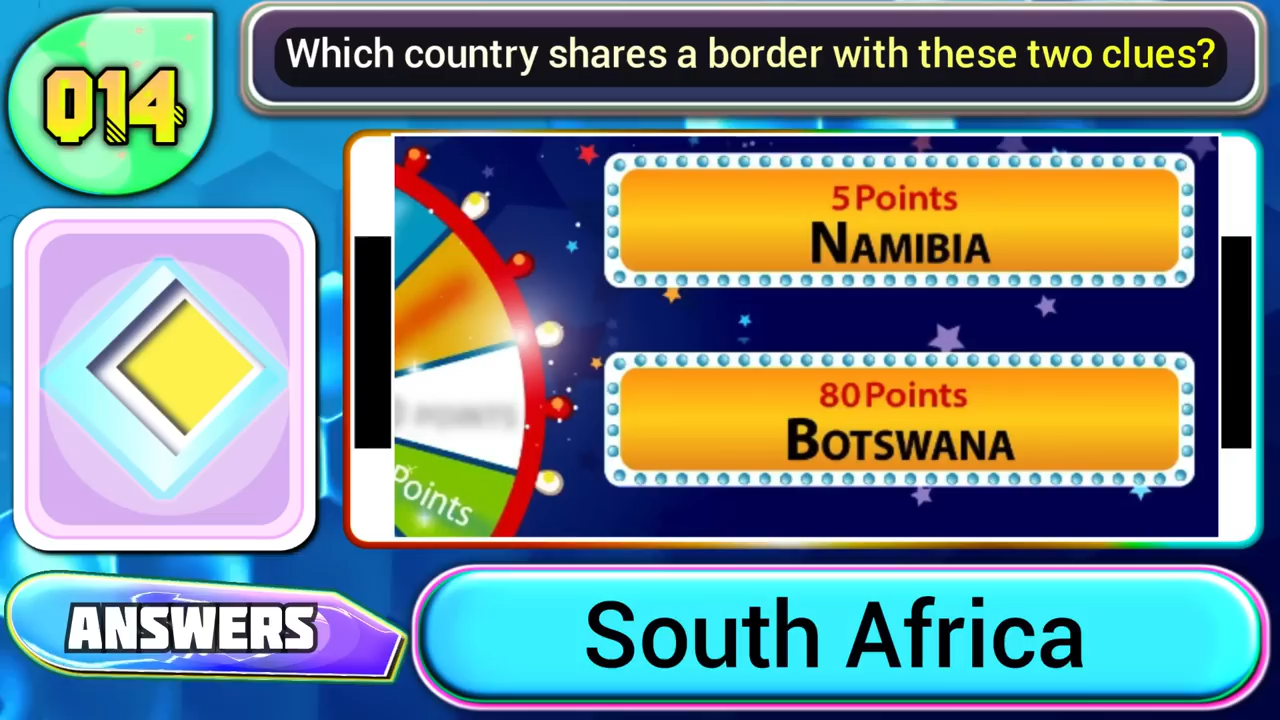 014
Which country shares a border with these two clues?
5 Points
NAMIBIA
80 Points
BOTSWANA
POINTS
Points
ANSWERS
South Africa